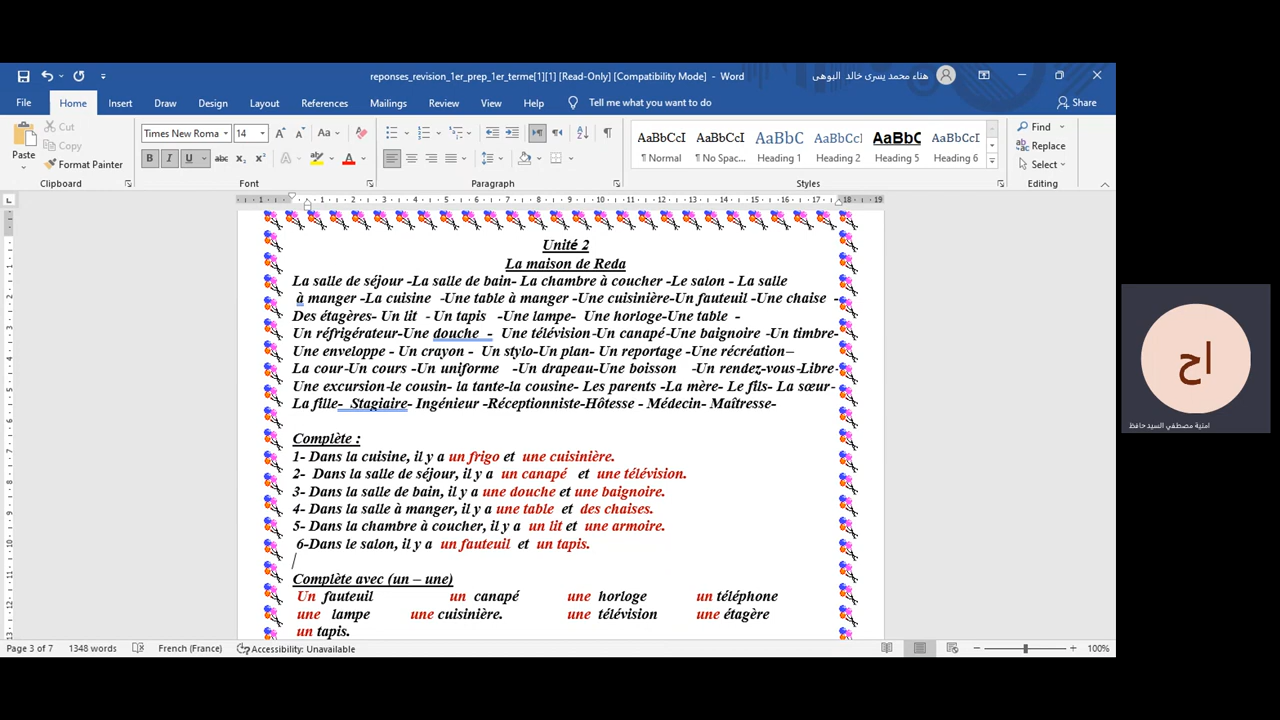 reponses_revision_1er_prep_1er_terme[1][1] [Read-Only] [Compatibility Mode] - Word
هناء محمد يسرى خالد البوهى
File Home Insert Draw Design Layout References Mailings Review View Help Tell me what you want to do Share
Paste
Cut
Copy
Format Painter
Times New Roma 14
AaBbCcI AaBbCcI AaBbC AaBbCcI AaBbCc AaBbCcI
¶ Normal ¶ No Spac... Heading 1 Heading 2 Heading 5 Heading 6
Find
Replace
Select
Clipboard Font Paragraph Styles Editing
Unité 2
La maison de Reda
La salle de séjour -La salle de bain- La chambre à coucher -Le salon - La salle
à manger -La cuisine -Une table à manger -Une cuisinière-Un fauteuil -Une chaise -
Des étagères- Un lit - Un tapis -Une lampe- Une horloge-Une table -
Un réfrigérateur-Une douche - Une télévision-Un canapé-Une baignoire -Un timbre-
Une enveloppe - Un crayon - Un stylo-Un plan- Un reportage -Une récréation–
La cour-Un cours -Un uniforme -Un drapeau-Une boisson -Un rendez-vous-Libre-
Une excursion-le cousin- la tante-la cousine- Les parents -La mère- Le fils- La sœur-
La fille- Stagiaire- Ingénieur -Réceptionniste-Hôtesse - Médecin- Maîtresse-
Complète :
1- Dans la cuisine, il y a un frigo et une cuisinière.
2- Dans la salle de séjour, il y a un canapé et une télévision.
3- Dans la salle de bain, il y a une douche et une baignoire.
4- Dans la salle à manger, il y a une table et des chaises.
5- Dans la chambre à coucher, il y a un lit et une armoire.
6-Dans le salon, il y a un fauteuil et un tapis.
Complète avec (un – une)
Un fauteuil un canapé une horloge un téléphone
une lampe une cuisinière. une télévision une étagère
un tapis.
Page 3 of 7 1348 words French (France) Accessibility: Unavailable 100%
اح
امنية مصطفي السيد حافظ